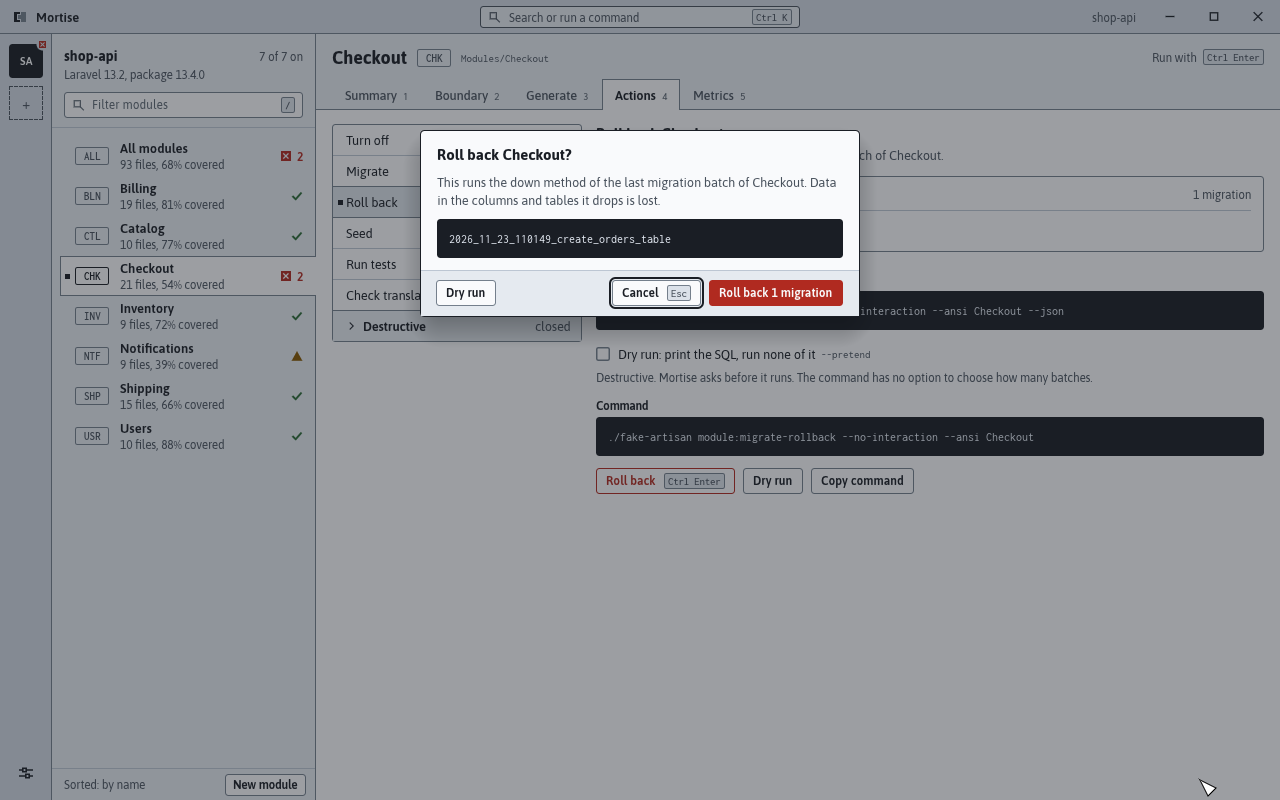 Mortise
Search or run a command
Ctrl K
shop-api
SA
+
shop-api
7 of 7 on
Laravel 13.2, package 13.4.0
Filter modules
/
ALL
All modules
93 files, 68% covered
2
BLN
Billing
19 files, 81% covered
CTL
Catalog
10 files, 77% covered
CHK
Checkout
21 files, 54% covered
2
INV
Inventory
9 files, 72% covered
NTF
Notifications
9 files, 39% covered
SHP
Shipping
15 files, 66% covered
USR
Users
10 files, 88% covered
Sorted: by name
New module
Checkout
CHK
Modules/Checkout
Run with
Ctrl Enter
Summary 1
Boundary 2
Generate 3
Actions 4
Metrics 5
Turn off
Migrate
Roll back
Seed
Run tests
Check transla
Destructive
closed
ch of Checkout.
1 migration
interaction --ansi Checkout --json
Roll back Checkout?
This runs the down method of the last migration batch of Checkout. Data
in the columns and tables it drops is lost.
2026_11_23_110149_create_orders_table
Dry run
Cancel
Esc
Roll back 1 migration
Dry run: print the SQL, run none of it --pretend
Destructive. Mortise asks before it runs. The command has no option to choose how many batches.
Command
./fake-artisan module:migrate-rollback --no-interaction --ansi Checkout
Roll back
Ctrl Enter
Dry run
Copy command